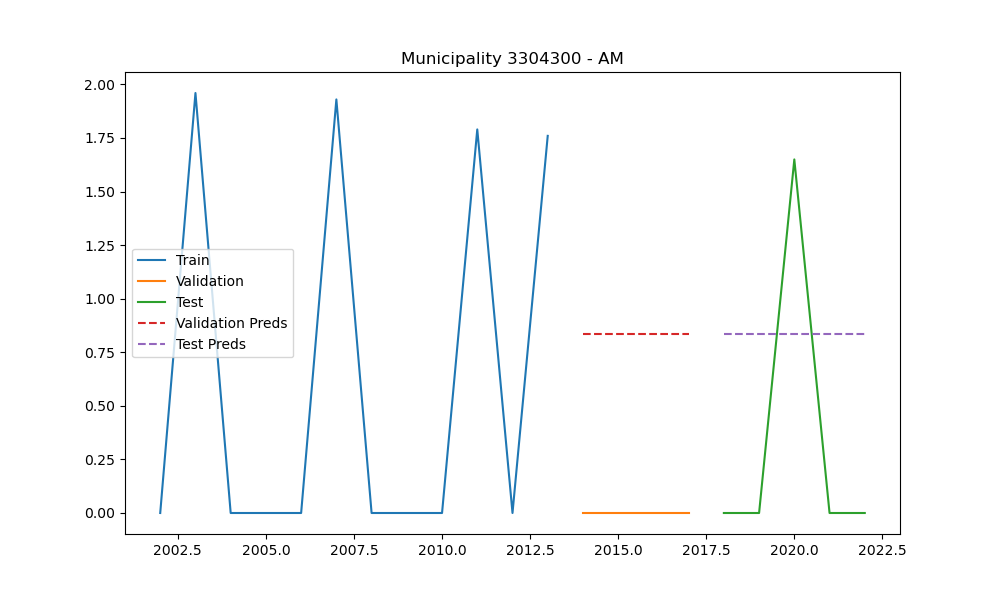 Municipality 3304300 - AM
2.00
1.75
1.50
1.25
1.00
0.75
0.50
0.25
0.00
Train
Validation
Test
Validation Preds
Test Preds
2002.5 2005.0 2007.5 2010.0 2012.5 2015.0 2017.5 2020.0 2022.5